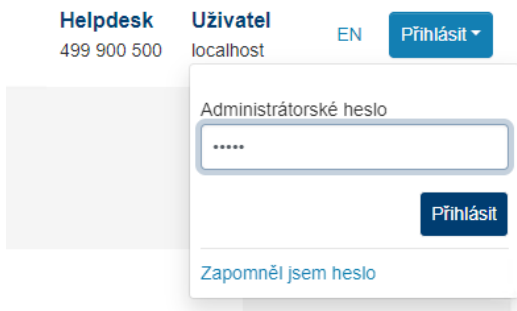 Helpdesk
499 900 500
Uživatel
localhost
EN
Přihlásit
Administrátorské heslo
•••••
Přihlásit
Zapomněl jsem heslo